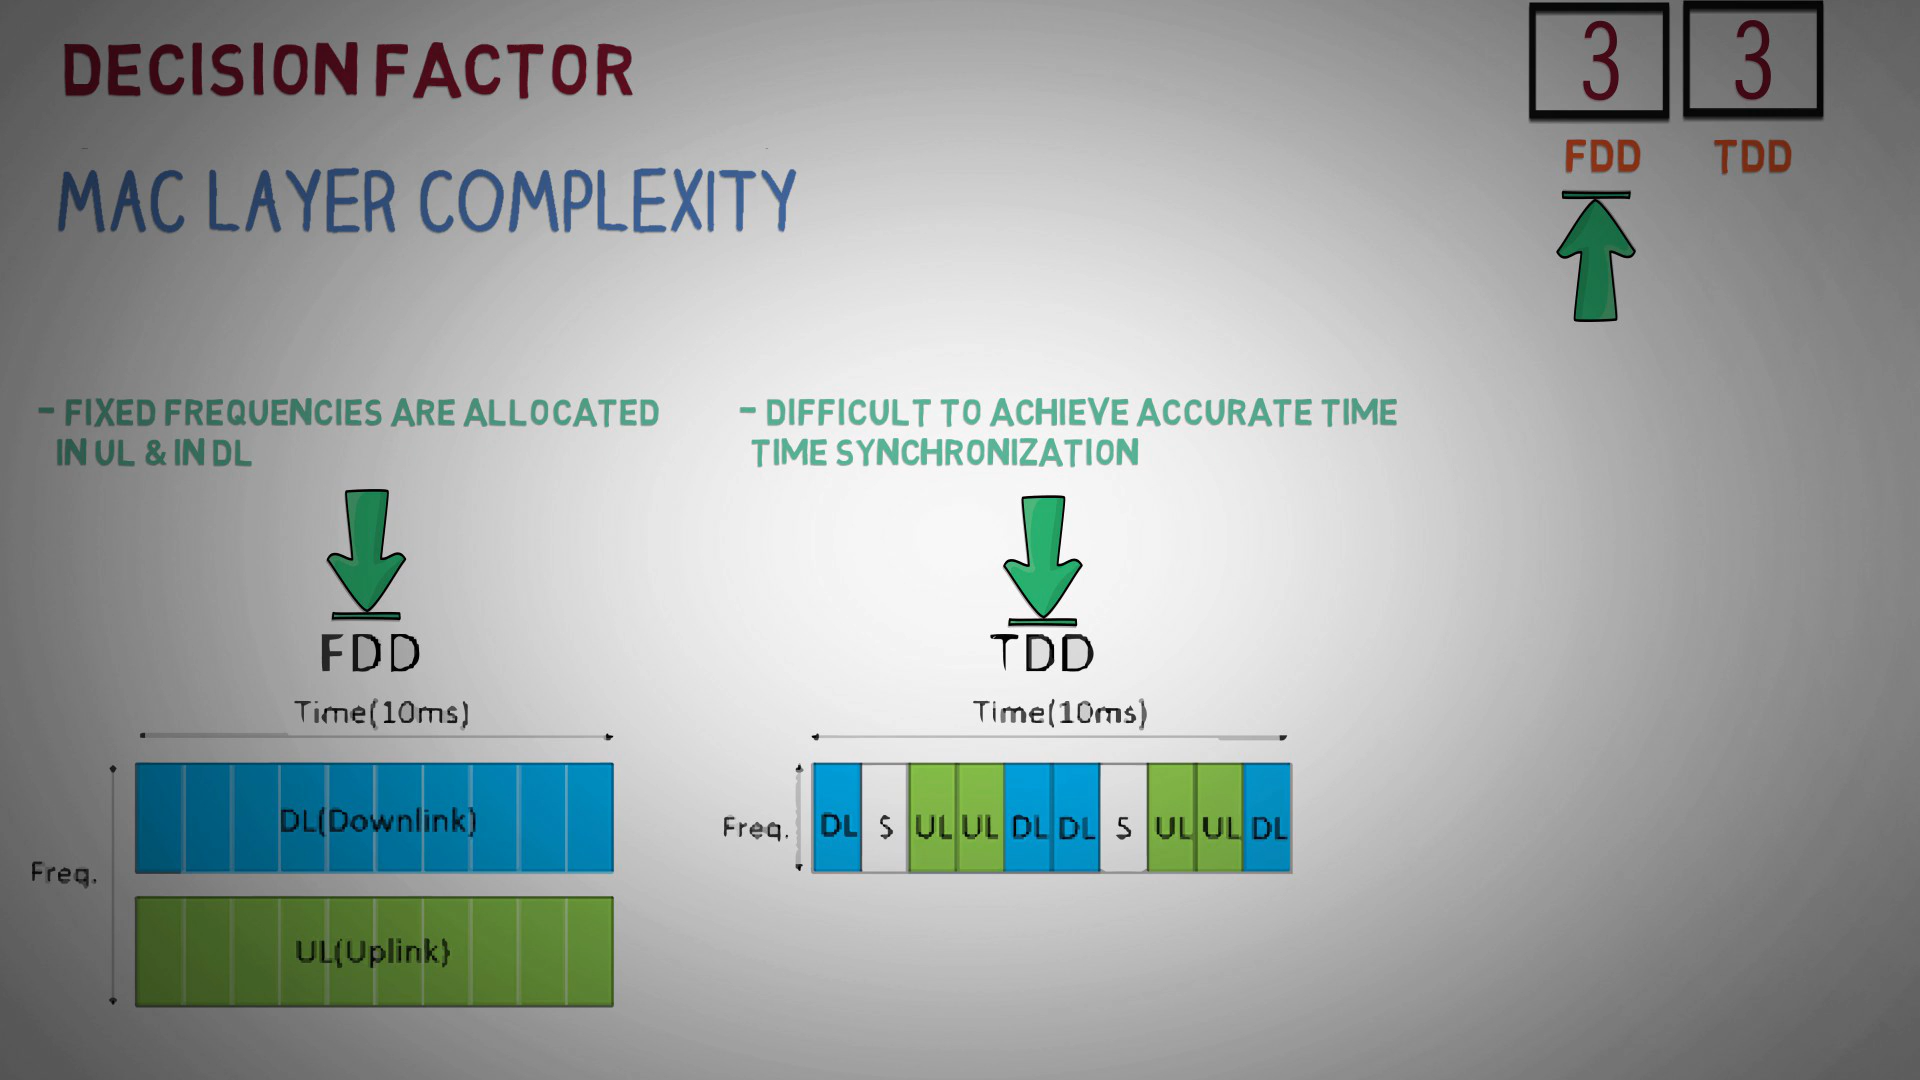 DECISION FACTOR
3 3
FDD TDD
MAC LAYER COMPLEXITY
- FIXED FREQUENCIES ARE ALLOCATED
IN UL & IN DL
- DIFFICULT TO ACHIEVE ACCURATE TIME
TIME SYNCHRONIZATION
FDD
Time(10ms)
Freq.
DL(Downlink)
UL(Uplink)
TDD
Time(10ms)
Freq.
DL S UL UL DL DL S UL UL DL